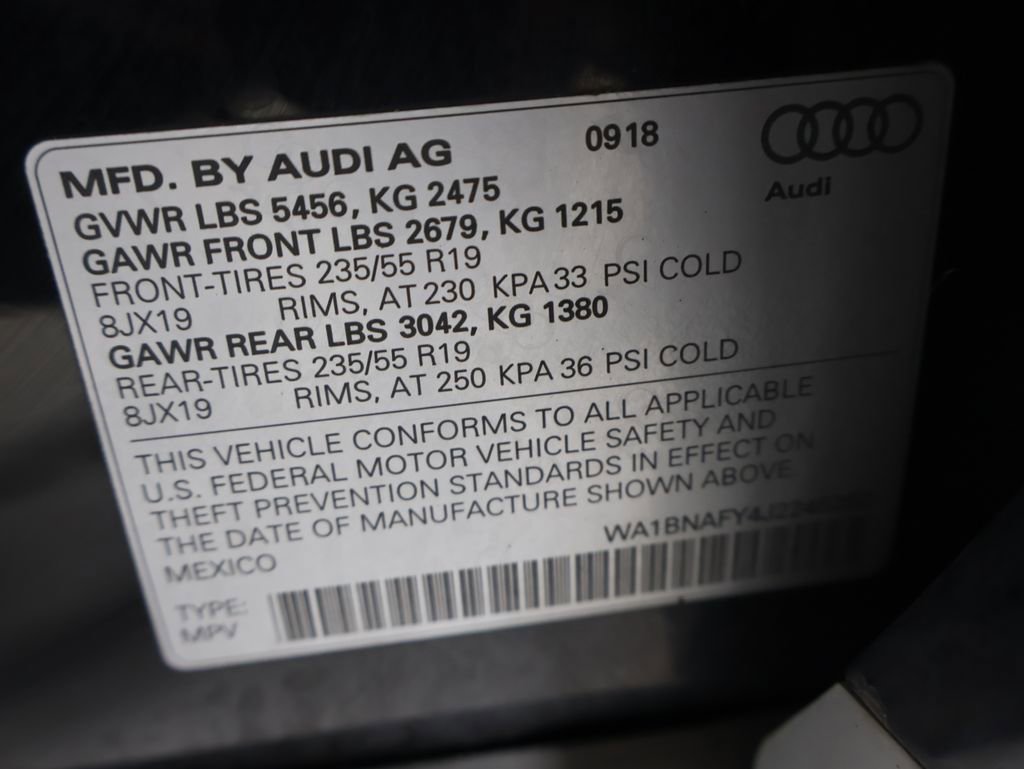 MFD. BY AUDI AG 0918
Audi
GVWR LBS 5456, KG 2475
GAWR FRONT LBS 2679, KG 1215
FRONT-TIRES 235/55 R19
8JX19 RIMS, AT 230 KPA 33 PSI COLD
GAWR REAR LBS 3042, KG 1380
REAR-TIRES 235/55 R19
8JX19 RIMS, AT 250 KPA 36 PSI COLD
THIS VEHICLE CONFORMS TO ALL APPLICABLE
U.S. FEDERAL MOTOR VEHICLE SAFETY AND
THEFT PREVENTION STANDARDS IN EFFECT ON
THE DATE OF MANUFACTURE SHOWN ABOVE.
MEXICO
TYPE:
MPV